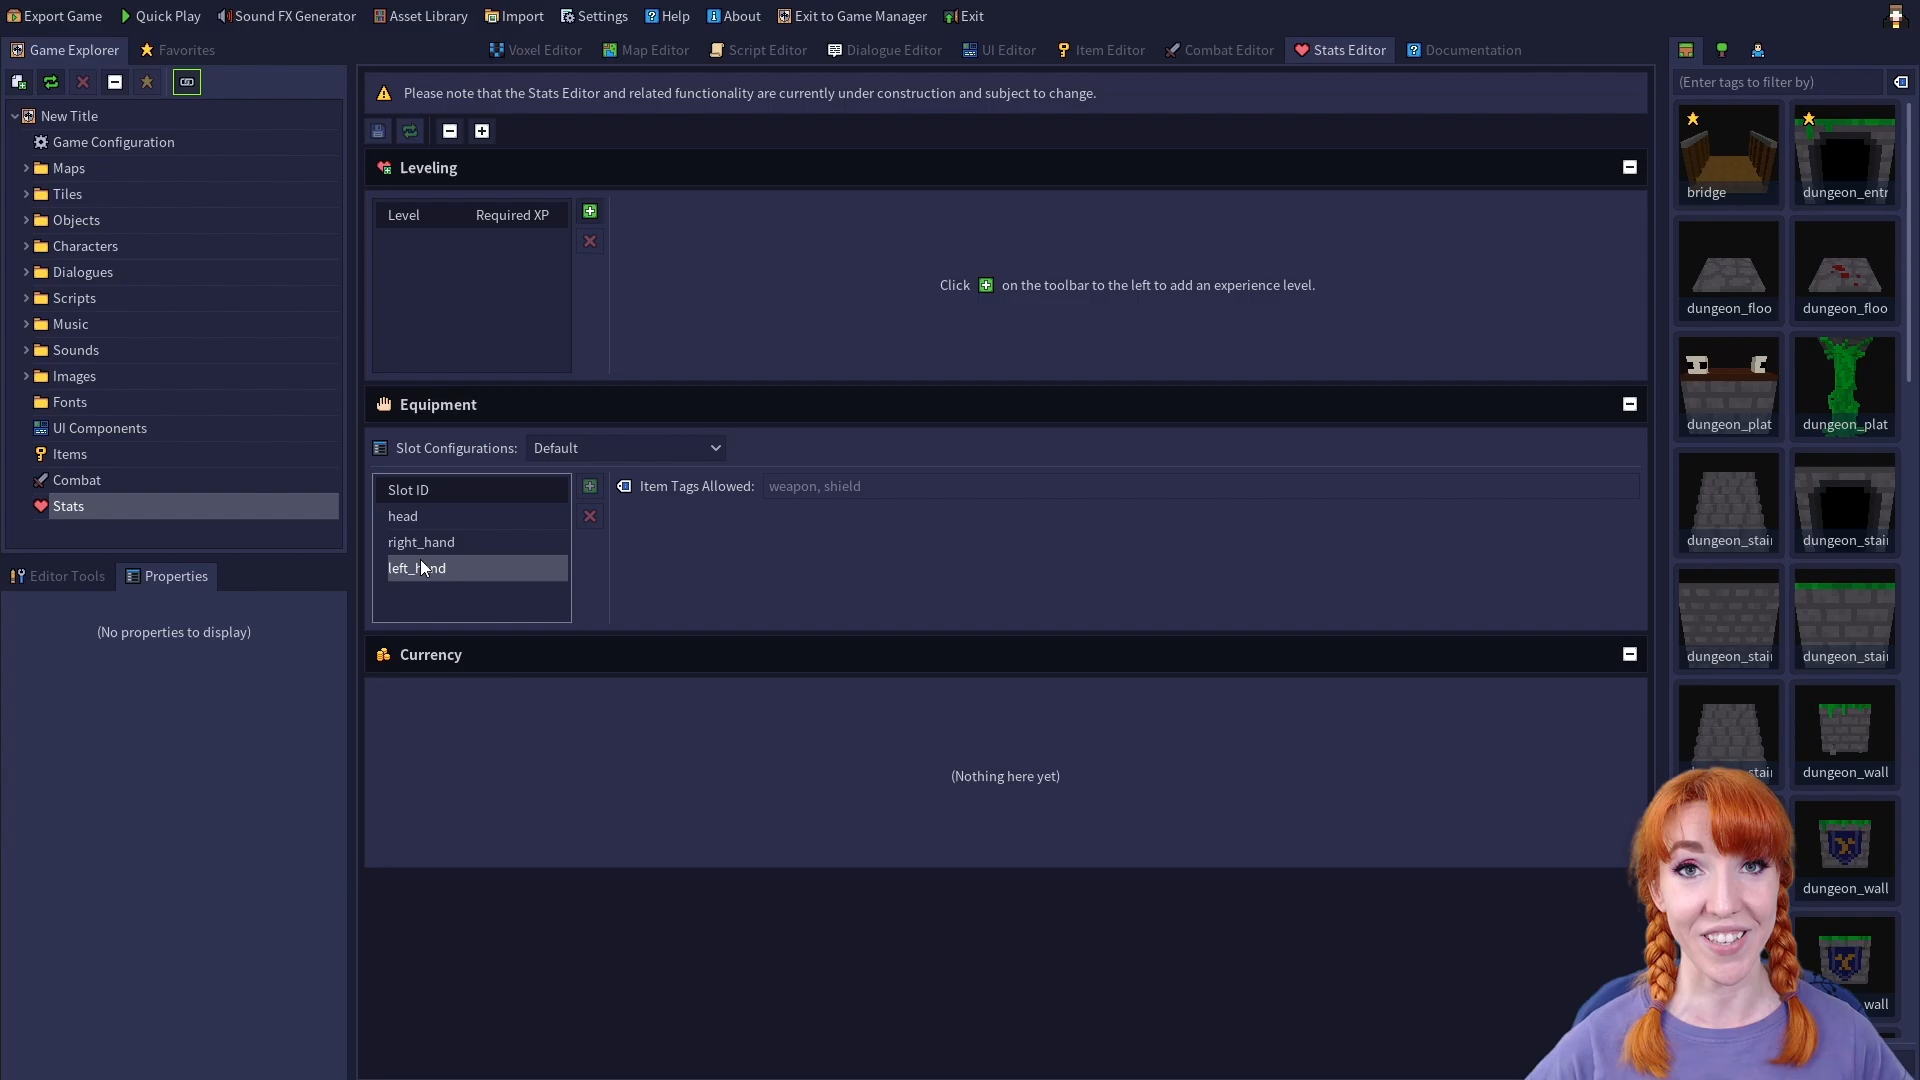 Export Game Quick Play Sound FX Generator Asset Library Import Settings Help About Exit to Game Manager Exit
Game Explorer Favorites Voxel Editor Map Editor Script Editor Dialogue Editor UI Editor Item Editor Combat Editor Stats Editor Documentation
(Enter tags to filter by)
Please note that the Stats Editor and related functionality are currently under construction and subject to change.
New Title
Game Configuration
Maps
Tiles
Objects
Characters
Dialogues
Scripts
Music
Sounds
Images
Fonts
UI Components
Items
Combat
Stats
Editor Tools Properties
(No properties to display)
Leveling
Level Required XP
Click on the toolbar to the left to add an experience level.
Equipment
Slot Configurations: Default
Slot ID
head
right_hand
left_hand
Item Tags Allowed: weapon, shield
Currency
(Nothing here yet)
bridge dungeon_entr
dungeon_floo dungeon_floo
dungeon_plat dungeon_plat
dungeon_stair dungeon_stair
dungeon_stair dungeon_stair
dungeon_wall
dungeon_wall
wall